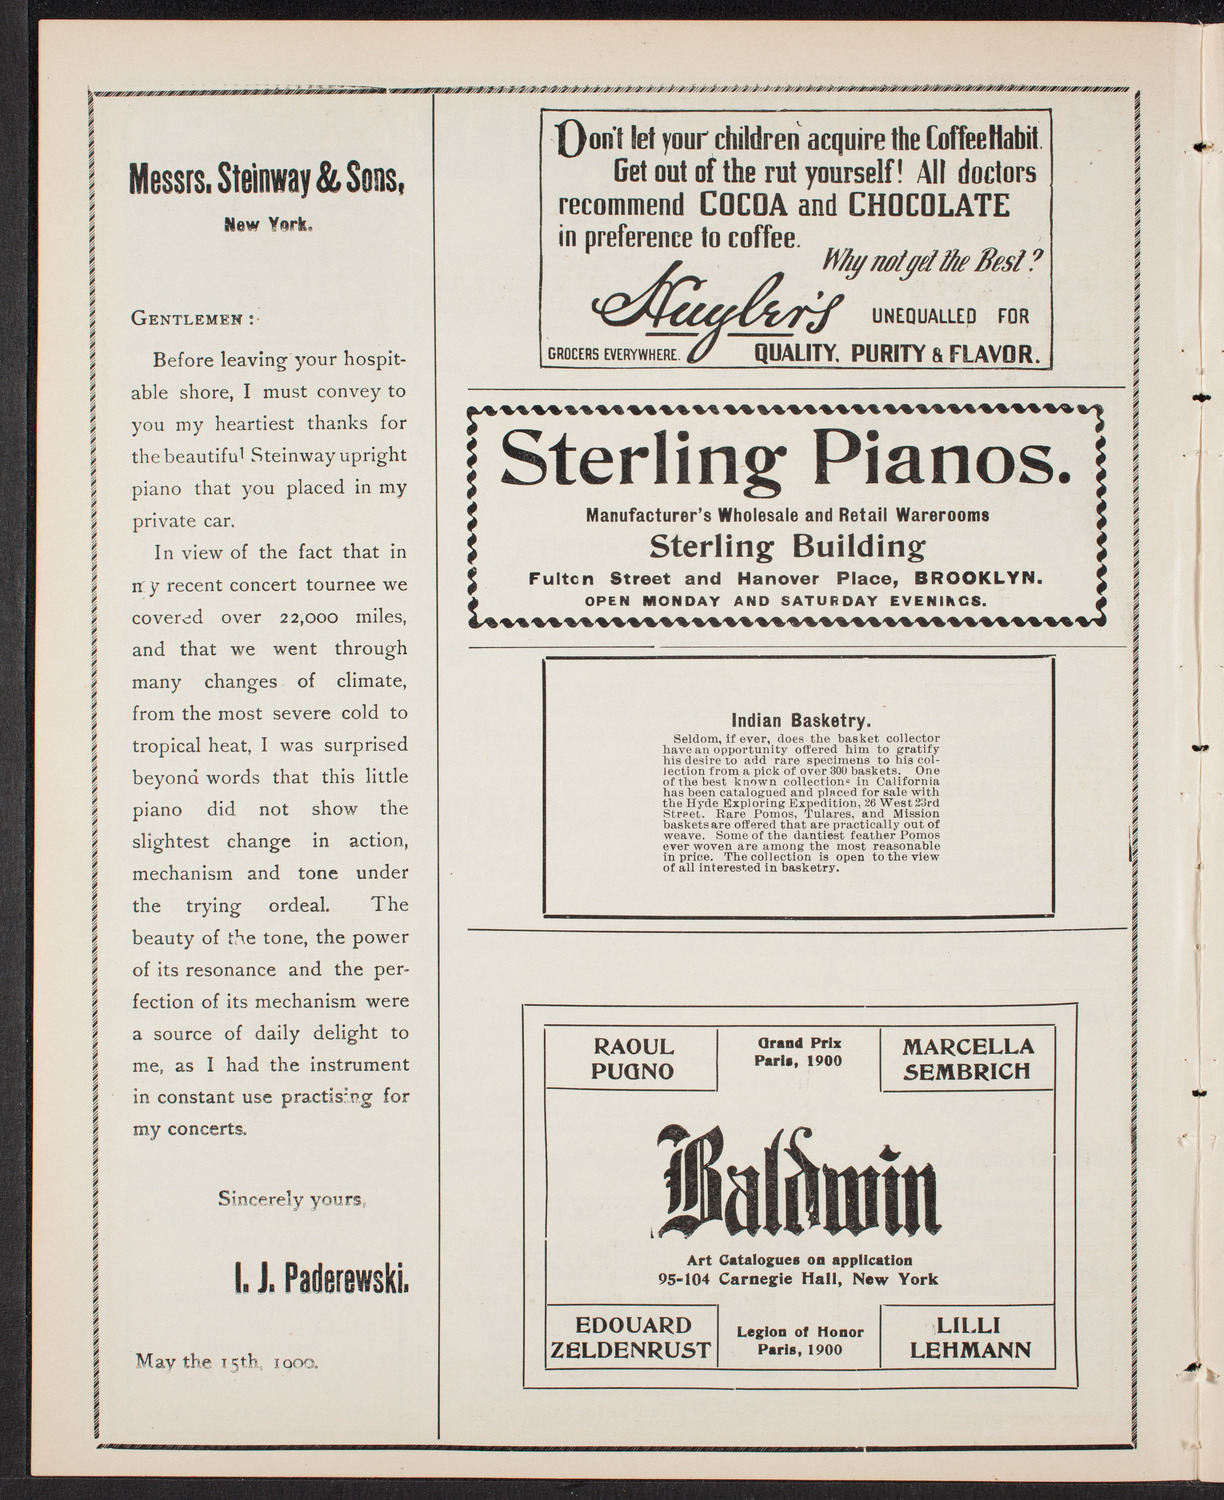 Messrs. Steinway & Sons,
New York.
GENTLEMEN:
Before leaving your hospit-
able shore, I must convey to
you my heartiest thanks for
the beautiful Steinway upright
piano that you placed in my
private car.
In view of the fact that in
my recent concert tournee we
covered over 22,000 miles,
and that we went through
many changes of climate,
from the most severe cold to
tropical heat, I was surprised
beyond words that this little
piano did not show the
slightest change in action,
mechanism and tone under
the trying ordeal. The
beauty of the tone, the power
of its resonance and the per-
fection of its mechanism were
a source of daily delight to
me, as I had the instrument
in constant use practising for
my concerts.
Sincerely yours,
I. J. Paderewski.
May the 15th, 1900.
Don't let your children acquire the Coffee Habit.
Get out of the rut yourself! All doctors
recommend COCOA and CHOCOLATE
in preference to coffee.
Why not get the Best?
Huyler's UNEQUALLED FOR
GROCERS EVERYWHERE. QUALITY, PURITY & FLAVOR.
Sterling Pianos.
Manufacturer's Wholesale and Retail Warerooms
Sterling Building
Fulton Street and Hanover Place, BROOKLYN.
OPEN MONDAY AND SATURDAY EVENINGS.
Indian Basketry.
Seldom, if ever, does the basket collector
have an opportunity offered him to gratify
his desire to add rare specimens to his col-
lection from a pick of over 300 baskets. One
of the best known collections in California
has been catalogued and placed for sale with
the Hyde Exploring Expedition, 26 West 23rd
Street. Rare Pomos, Tulares, and Mission
baskets are offered that are practically out of
weave. Some of the dantiest feather Pomos
ever woven are among the most reasonable
in price. The collection is open to the view
of all interested in basketry.
RAOUL
PUGNO
Grand Prix
Paris, 1900
MARCELLA
SEMBRICH
Baldwin
Art Catalogues on application
95-104 Carnegie Hall, New York
EDOUARD
ZELDENRUST
Legion of Honor
Paris, 1900
LILLI
LEHMANN